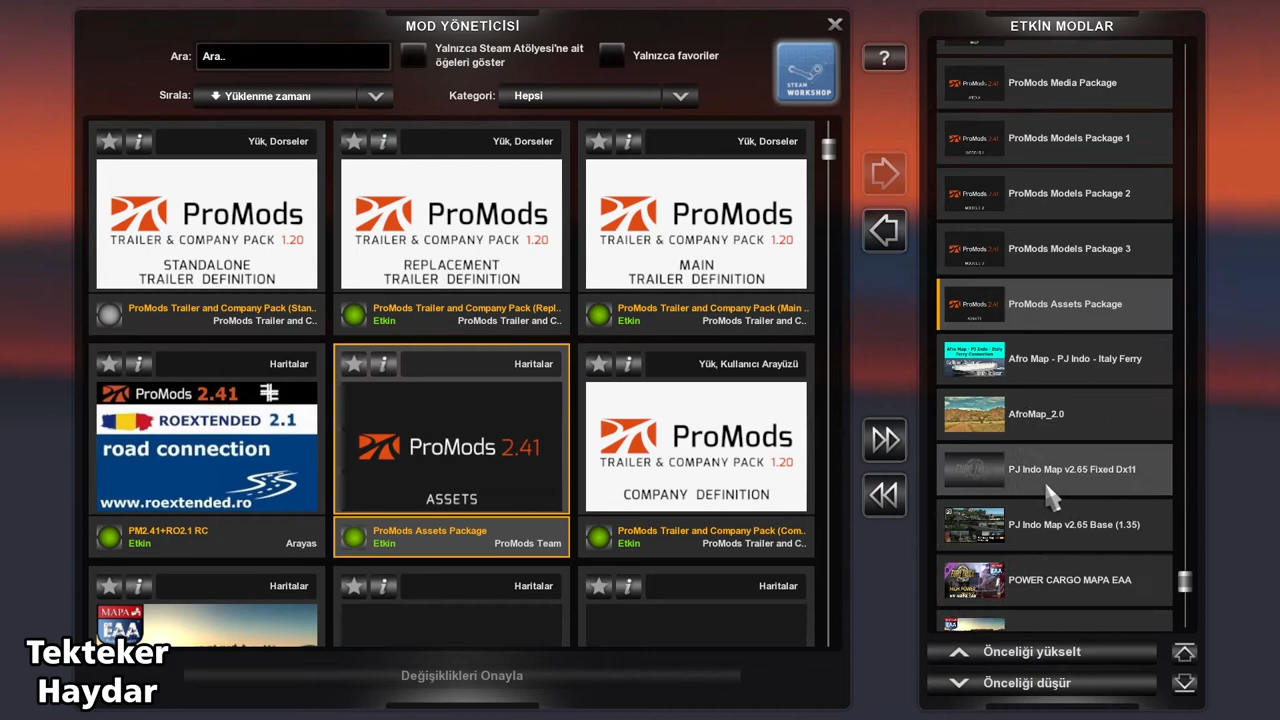 MOD YÖNETİCİSİ
Ara:
Ara..
Yalnızca Steam Atölyesi'ne ait
öğeleri göster
Yalnızca favoriler
STEAM
WORKSHOP
Sırala:
Yüklenme zamanı
Kategori:
Hepsi
Yük, Dorseler
Yük, Dorseler
Yük, Dorseler
ProMods
TRAILER & COMPANY PACK 1.20
STANDALONE
TRAILER DEFINITION
ProMods
TRAILER & COMPANY PACK 1.20
REPLACEMENT
TRAILER DEFINITION
ProMods
TRAILER & COMPANY PACK 1.20
MAIN
TRAILER DEFINITION
ProMods Trailer and Company Pack (Stan..
ProMods Trailer and C..
ProMods Trailer and Company Pack (Repl..
Etkin
ProMods Trailer and C..
ProMods Trailer and Company Pack (Main ..
Etkin
ProMods Trailer and C..
Haritalar
Haritalar
Yük, Kullanıcı Arayüzü
ProMods 2.41
ROEXTENDED 2.1
road connection
www.roextended.ro
ProMods 2.41
ASSETS
ProMods
TRAILER & COMPANY PACK 1.20
COMPANY DEFINITION
PM2.41+RO2.1 RC
Etkin
Arayas
ProMods Assets Package
Etkin
ProMods Team
ProMods Trailer and Company Pack (Com..
Etkin
ProMods Trailer and C..
Haritalar
Haritalar
Haritalar
MAPA
EAA
Değişiklikleri Onayla
Tekteker
Haydar
?
ETKİN MODLAR
ProMods Media Package
ProMods Models Package 1
ProMods Models Package 2
ProMods Models Package 3
ProMods Assets Package
Afro Map - PJ Indo - Italy Ferry
AfroMap_2.0
PJ Indo Map v2.65 Fixed Dx11
PJ Indo Map v2.65 Base (1.35)
POWER CARGO MAPA EAA
Önceliği yükselt
Önceliği düşür